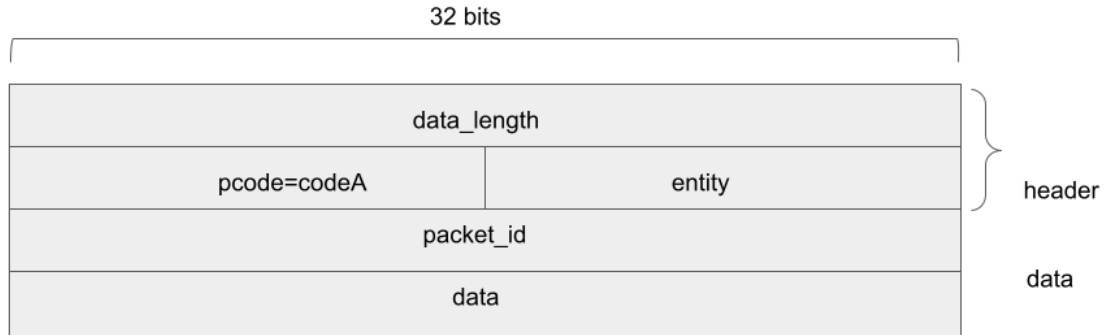 32 bits
data_length
pcode=codeA entity
header
packet_id
data
data